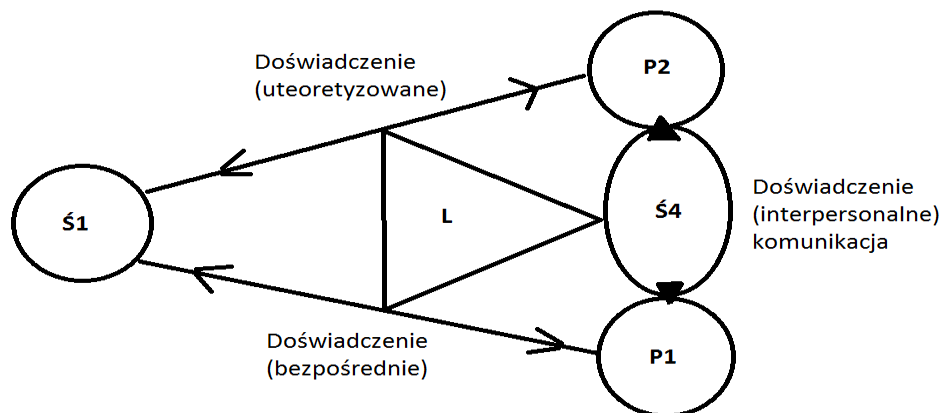 Doświadczenie
(uteoretyzowane)
P2
Ś1
L
Ś4
Doświadczenie
(interpersonalne)
komunikacja
Doświadczenie
(bezpośrednie)
P1